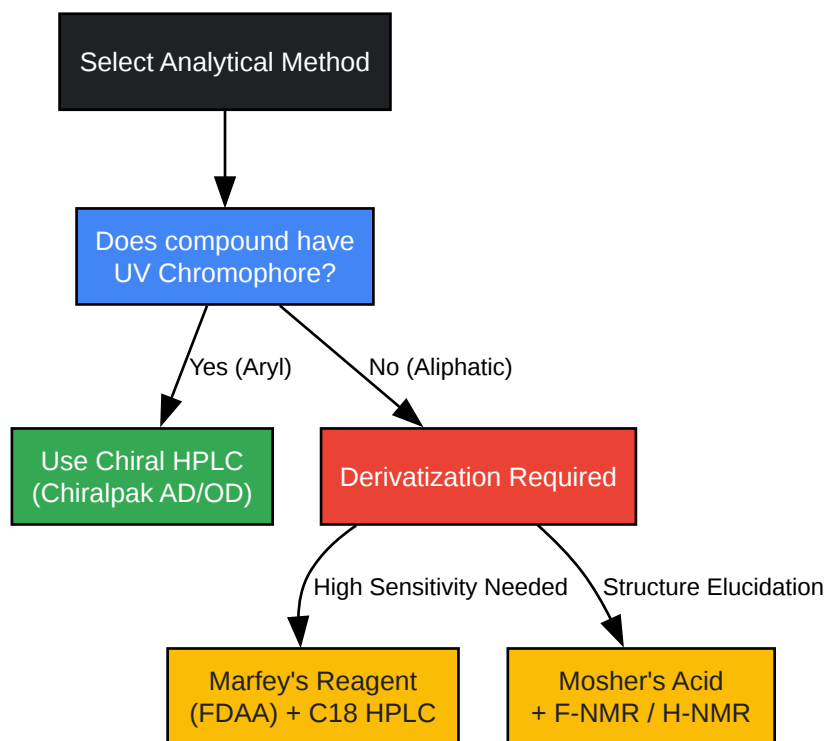 Select Analytical Method
Does compound have
UV Chromophore?
Yes (Aryl)
No (Aliphatic)
Use Chiral HPLC
(Chiralpak AD/OD)
Derivatization Required
High Sensitivity Needed
Structure Elucidation
Marfey's Reagent
(FDAA) + C18 HPLC
Mosher's Acid
+ F-NMR / H-NMR